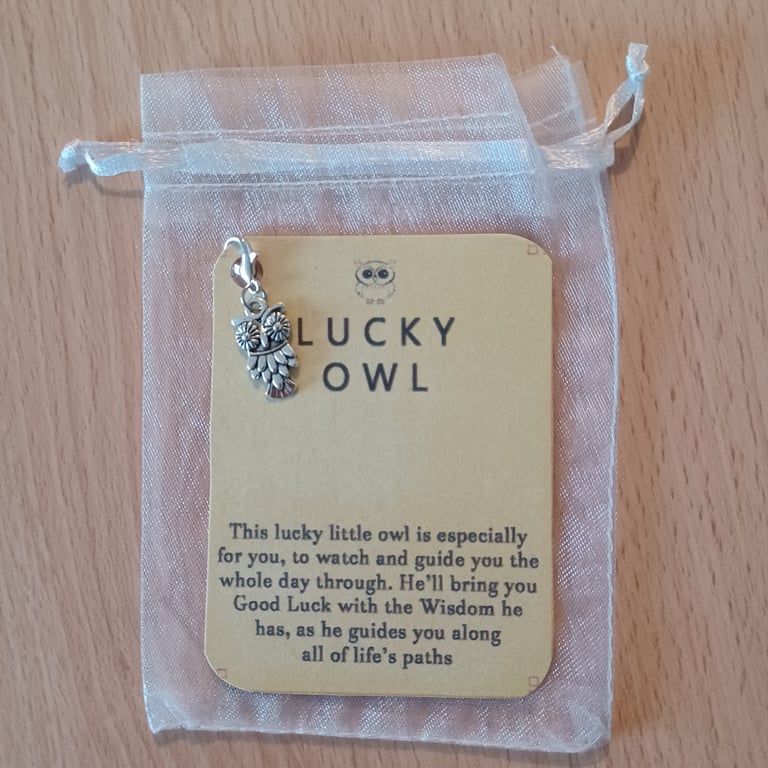 LUCKY
OWL
This lucky little owl is especially
for you, to watch and guide you the
whole day through. He'll bring you
Good Luck with the Wisdom he
has, as he guides you along
all of life's paths